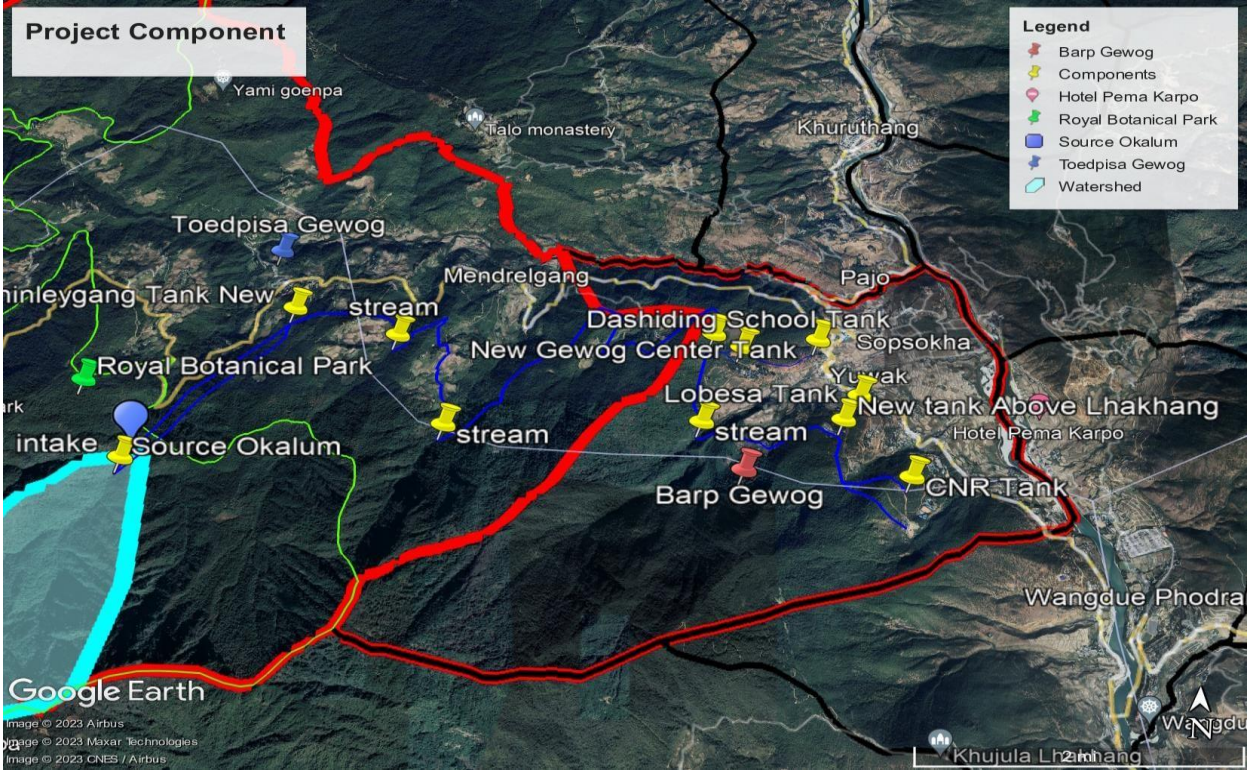 Project Component
Legend
Barp Gewog
Components
Hotel Pema Karpo
Royal Botanical Park
Source Okalum
Toedpisa Gewog
Watershed
Yami goenpa
Talo monastery
Khuruthang
Toedpisa Gewog
Mendrelgang
Pajo
hinleygang Tank New
stream
Dashiding School Tank
Sopsokha
New Gewog Center Tank
Royal Botanical Park
Yuwak
Lobesa Tank
New tank Above Lhakhang
ark
Hotel Pema Karpo
intake
Source Okalum
stream
stream
Barp Gewog
CNR Tank
Wangdue Phodra
Google Earth
Image © 2023 Airbus
Image © 2023 Maxar Technologies
Image © 2023 CNES / Airbus
Wangdu
N
Khujula Lhakhang
2 mi